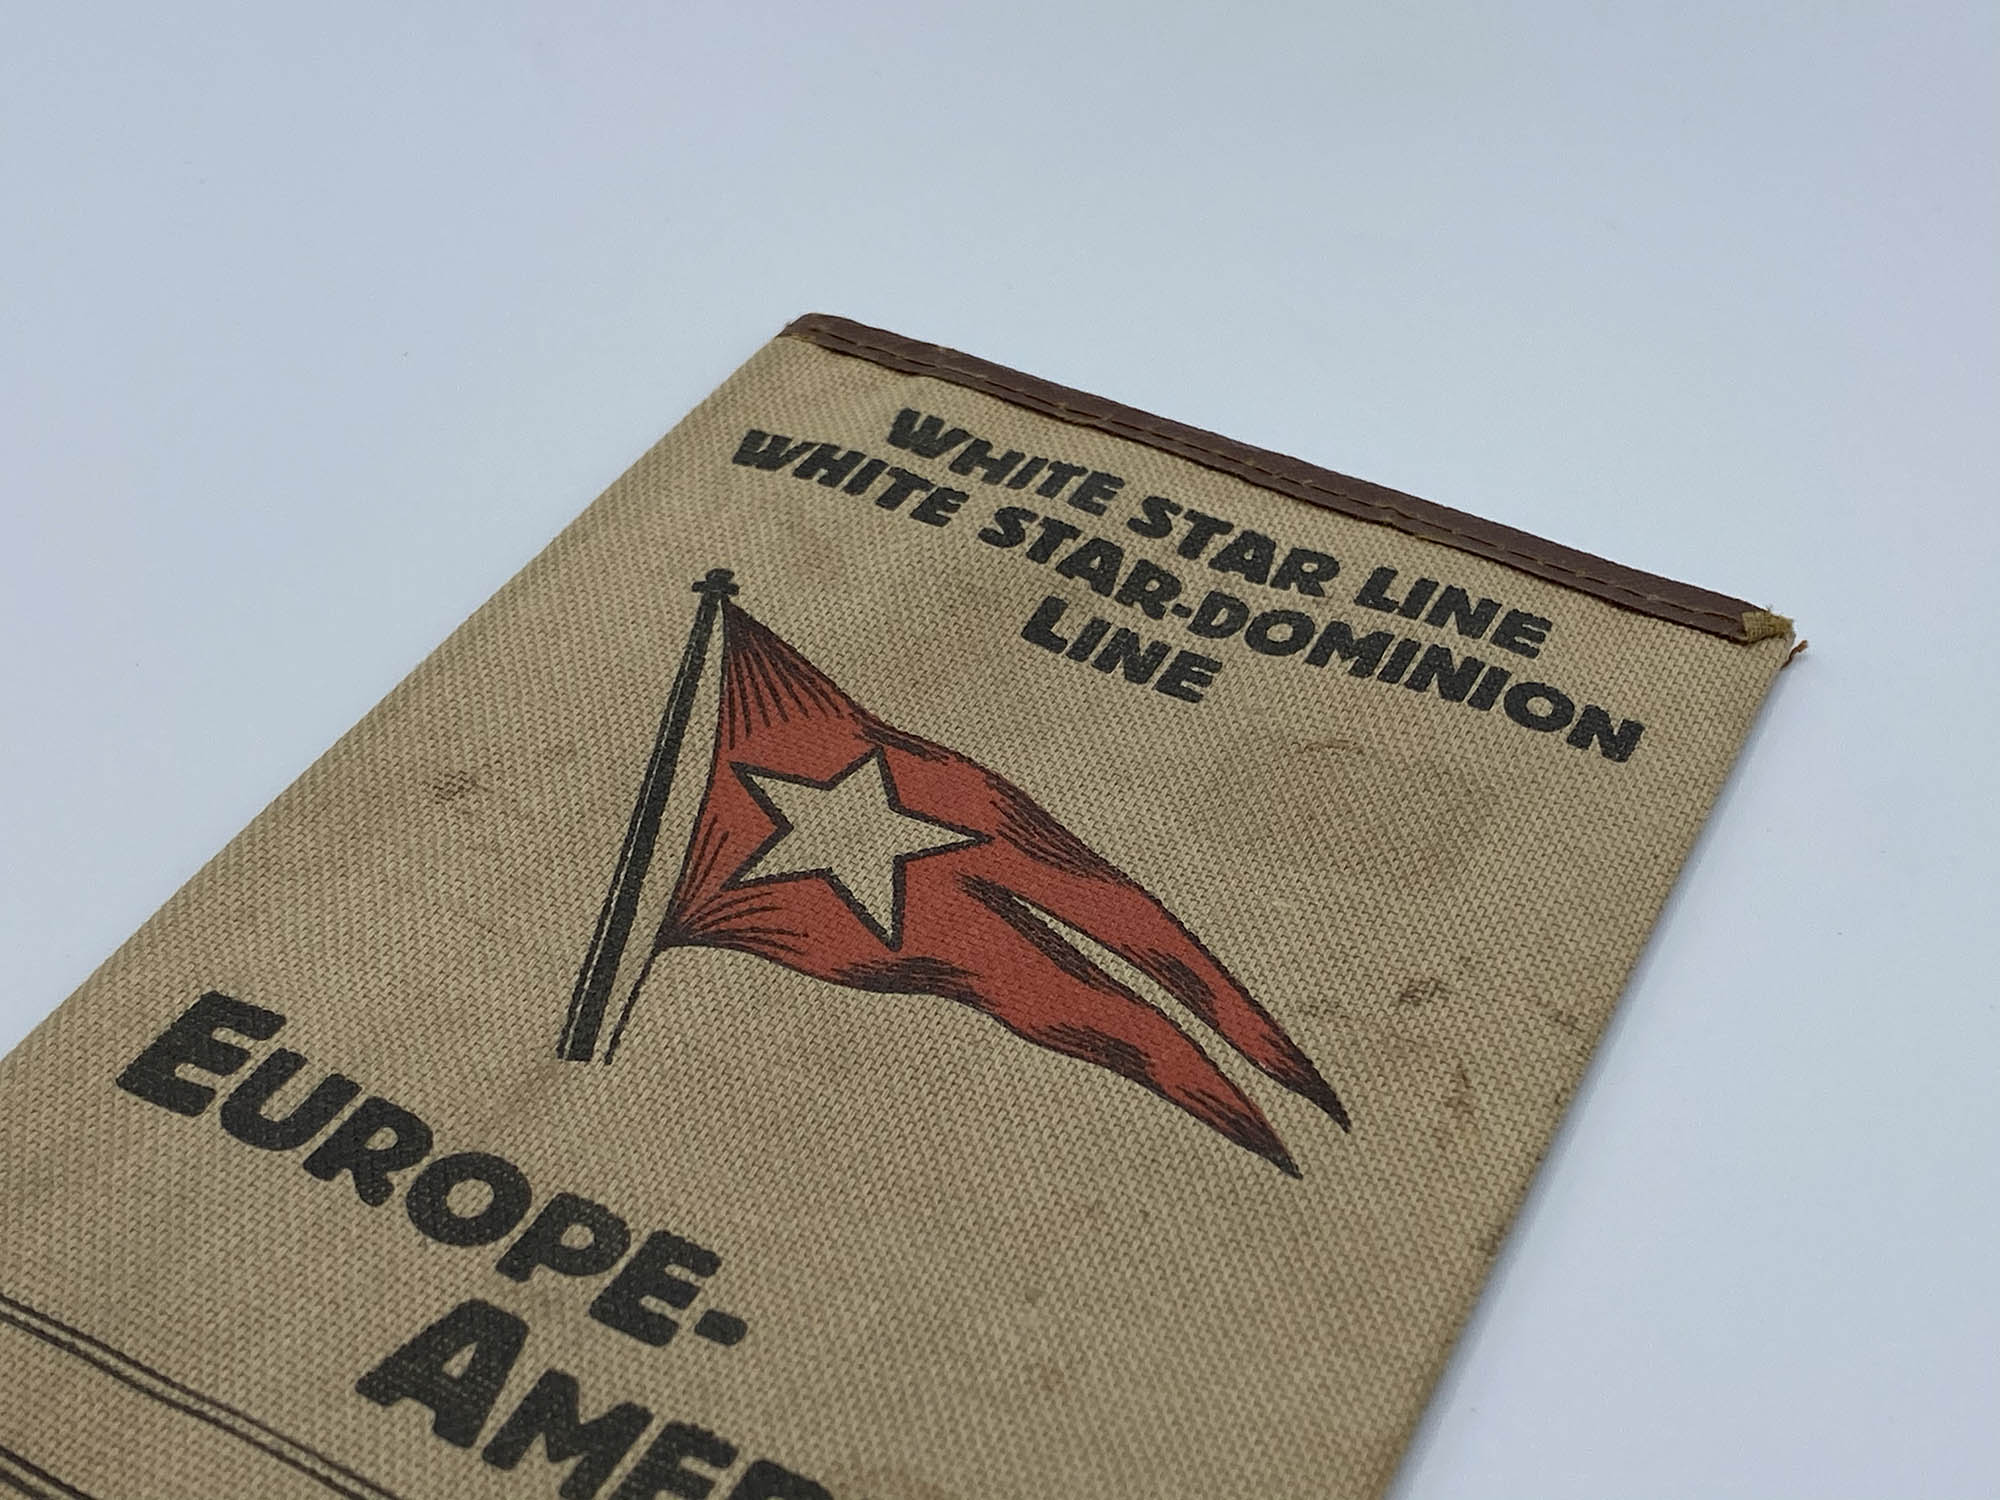 WHITE STAR LINE
WHITE STAR-DOMINION
LINE
EUROPE-